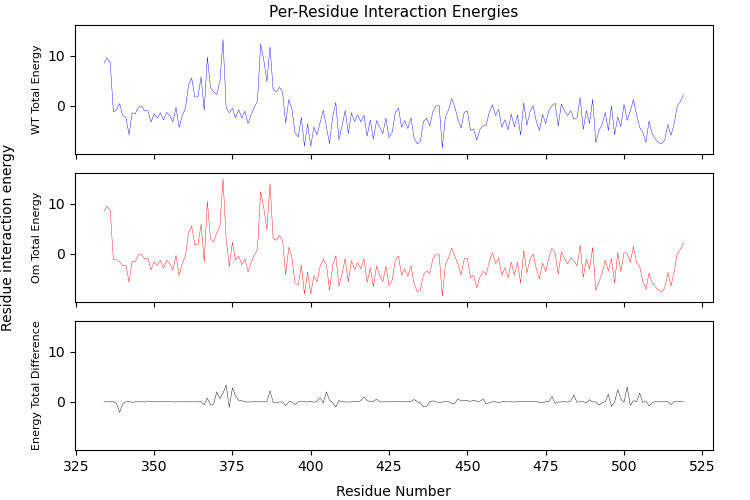 Per-Residue Interaction Energies
WT Total Energy
10
0
Om Total Energy
10
0
Residue interaction energy
Energy Total Difference
10
0
325 350 375 400 425 450 475 500 525
Residue Number